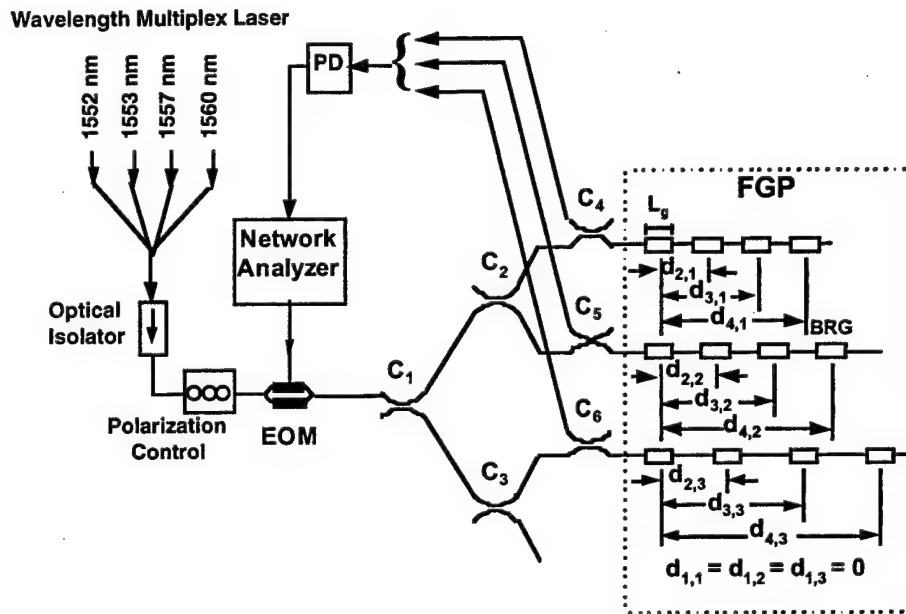 Wavelength Multiplex Laser
1552 nm
1553 nm
1557 nm
1560 nm
PD
Network
Analyzer
Optical
Isolator
Polarization
Control
EOM
C1
C2
C3
C4
C5
C6
FGP
Lg
d2,1
d3,1
d4,1
BRG
d2,2
d3,2
d4,2
d2,3
d3,3
d4,3
d1,1 = d1,2 = d1,3 = 0